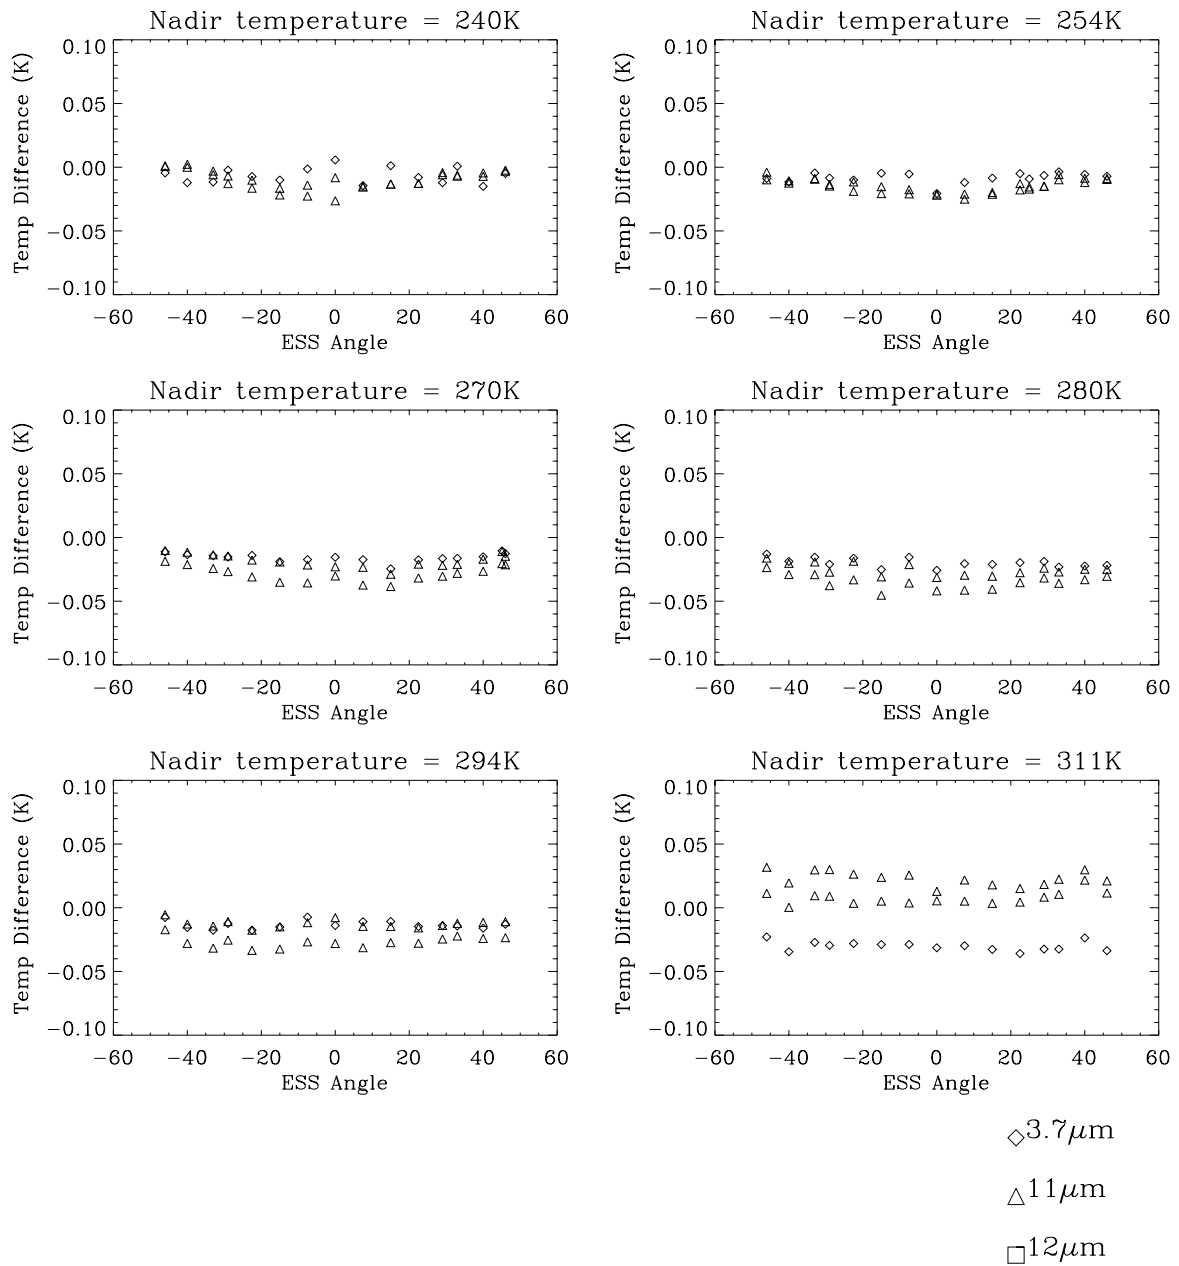 Nadir temperature = 240K
0.10
0.05
0.00
−0.05
−0.10
Temp Difference (K)
−60 −40 −20 0 20 40 60
ESS Angle
Nadir temperature = 254K
0.10
0.05
0.00
−0.05
−0.10
Temp Difference (K)
−60 −40 −20 0 20 40 60
ESS Angle
Nadir temperature = 270K
0.10
0.05
0.00
−0.05
−0.10
Temp Difference (K)
−60 −40 −20 0 20 40 60
ESS Angle
Nadir temperature = 280K
0.10
0.05
0.00
−0.05
−0.10
Temp Difference (K)
−60 −40 −20 0 20 40 60
ESS Angle
Nadir temperature = 294K
0.10
0.05
0.00
−0.05
−0.10
Temp Difference (K)
−60 −40 −20 0 20 40 60
ESS Angle
Nadir temperature = 311K
0.10
0.05
0.00
−0.05
−0.10
Temp Difference (K)
−60 −40 −20 0 20 40 60
ESS Angle
3.7μm
11μm
12μm